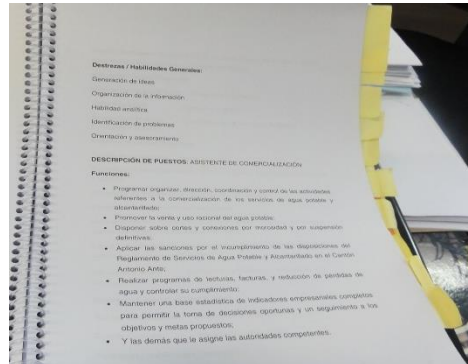 Destrezas / Habilidades Generales:
Generación de ideas
Organización de la información
Habilidad analítica
Identificación de problemas
Orientación y asesoramiento
DESCRIPCIÓN DE PUESTOS: ASISTENTE DE COMERCIALIZACIÓN
Funciones:
• Programar organizar, dirección, coordinación y control de las actividades
referentes a la comercialización de los servicios de agua potable y
alcantarillado;
• Promover la venta y uso racional del agua potable;
• Disponer sobre cortes y conexiones por morosidad y por suspensión
definitivas;
• Aplicar las sanciones por el incumplimiento de las disposiciones del
Reglamento de Servicios de Agua Potable y Alcantarillado en el Cantón
Antonio Ante;
• Realizar programas de lecturas, facturas, y reducción de pérdidas de
agua y controlar su cumplimiento;
• Mantener una base estadística de indicadores empresariales completos
para permitir la toma de decisiones oportunas y un seguimiento a los
objetivos y metas propuestos;
• Y las demás que le asigne las autoridades competentes.